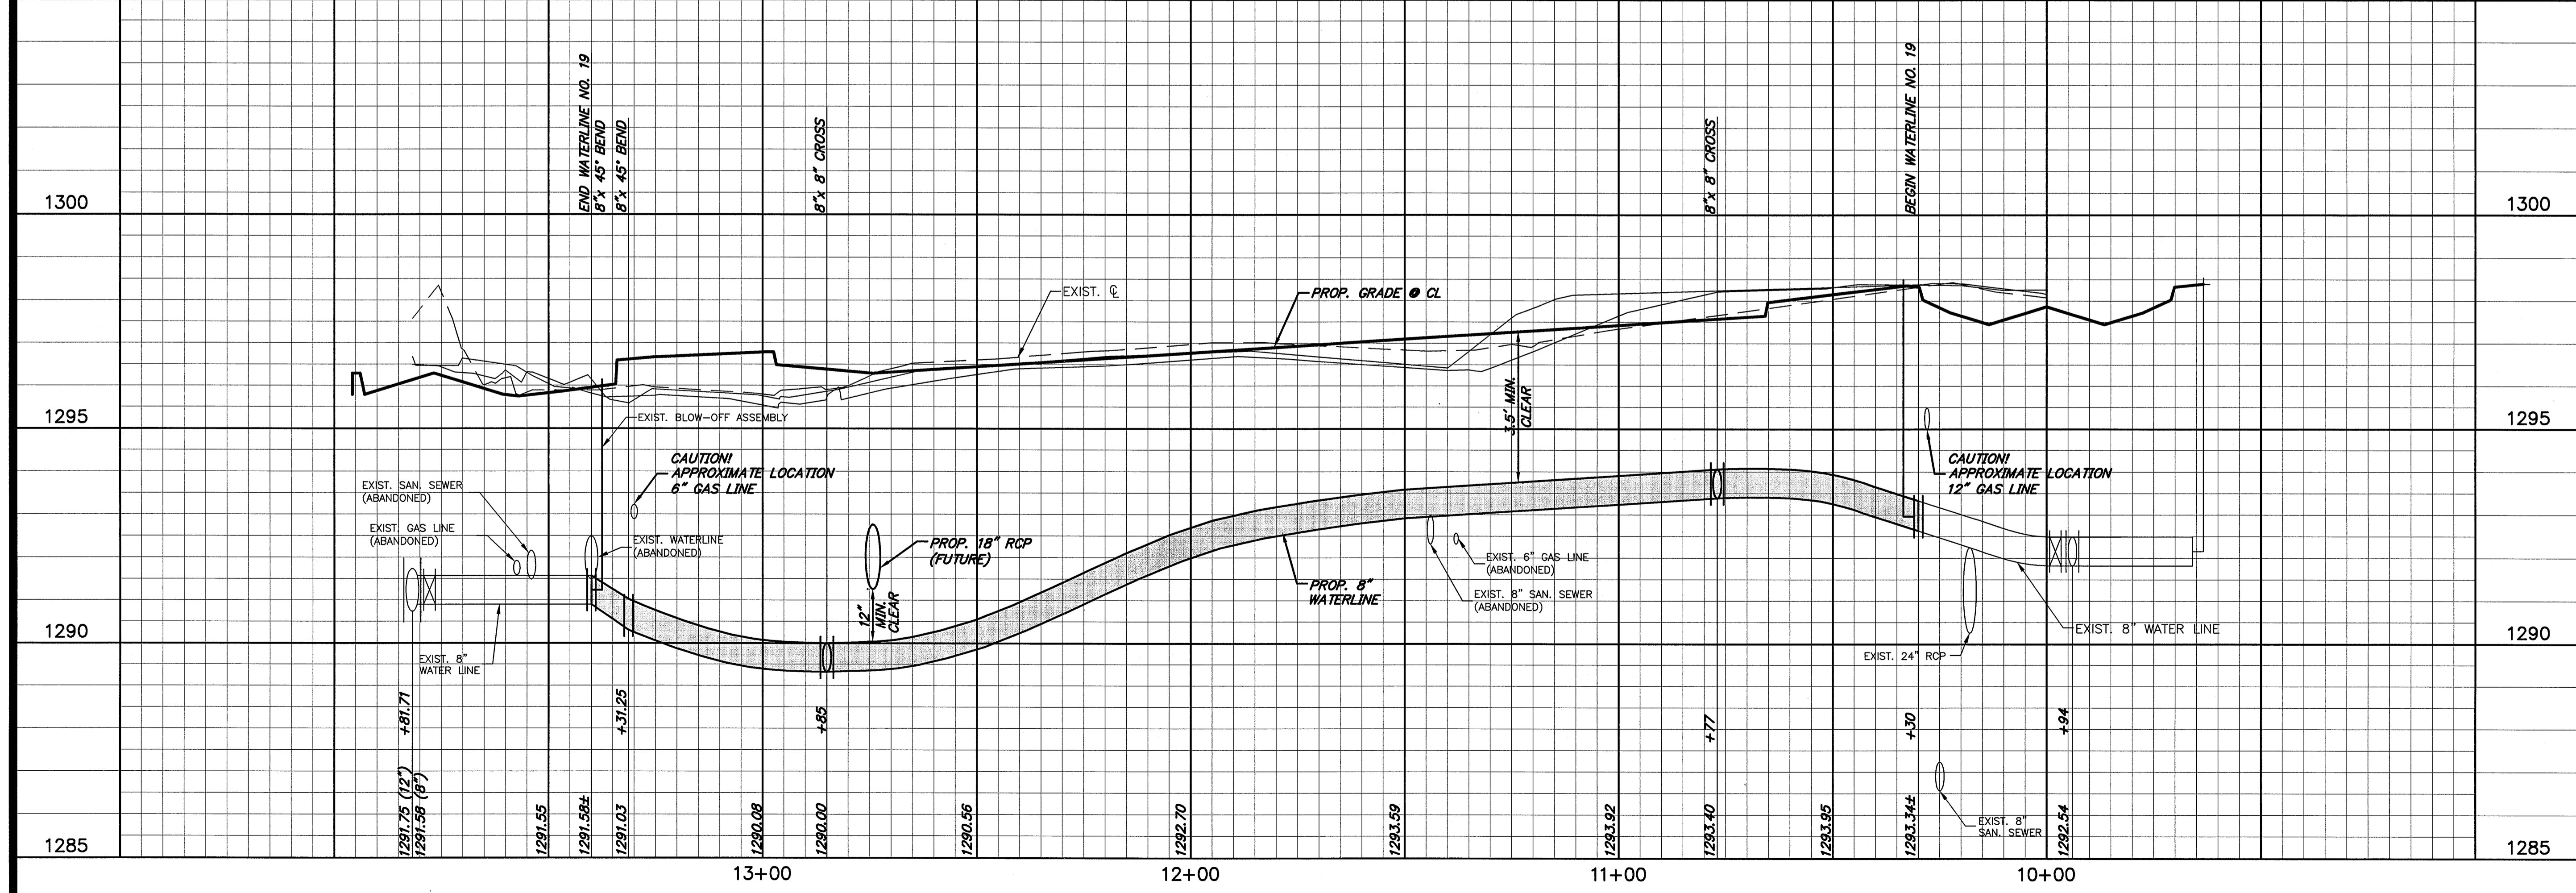 END WATERLINE NO. 19
8"x 45° BEND
8"x 45° BEND
8"x 8" CROSS
8"x 8" CROSS
BEGIN WATERLINE NO. 19
1300
1300
EXIST. ℄
PROP. GRADE @ CL
3.5' MIN.
CLEAR
1295
1295
EXIST. BLOW-OFF ASSEMBLY
CAUTION!
APPROXIMATE LOCATION
6" GAS LINE
CAUTION!
APPROXIMATE LOCATION
12" GAS LINE
EXIST. SAN. SEWER
(ABANDONED)
EXIST. GAS LINE
(ABANDONED)
EXIST. WATERLINE
(ABANDONED)
PROP. 18" RCP
(FUTURE)
12"
MIN.
CLEAR
PROP. 8"
WATERLINE
EXIST. 6" GAS LINE
(ABANDONED)
EXIST. 8" SAN. SEWER
(ABANDONED)
1290
1290
EXIST. 8"
WATER LINE
EXIST. 24" RCP
EXIST. 8" WATER LINE
+81.71
+31.25
+85
+77
+30
+94
1291.75 (12")
1291.58 (8")
1291.55
1291.58±
1291.03
1290.08
1290.00
1290.56
1292.70
1293.59
1293.92
1293.40
1293.95
1293.34±
1292.54
EXIST. 8"
SAN. SEWER
1285
1285
13+00
12+00
11+00
10+00